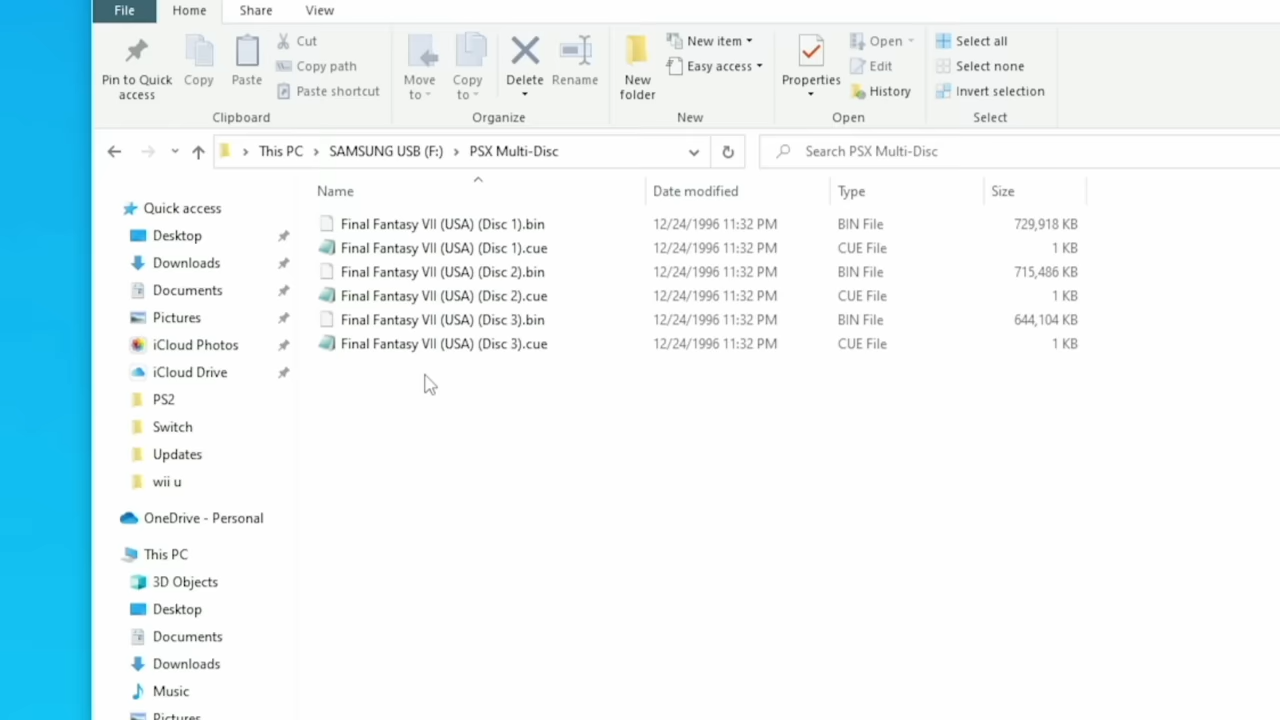 File Home Share View
Pin to Quick access
Copy
Paste
Cut
Copy path
Paste shortcut
Clipboard
Move to
Copy to
Delete
Rename
Organize
New folder
New item
Easy access
New
Properties
Open
Edit
History
Open
Select all
Select none
Invert selection
Select
This PC > SAMSUNG USB (F:) > PSX Multi-Disc
Search PSX Multi-Disc
Name Date modified Type Size
Final Fantasy VII (USA) (Disc 1).bin 12/24/1996 11:32 PM BIN File 729,918 KB
Final Fantasy VII (USA) (Disc 1).cue 12/24/1996 11:32 PM CUE File 1 KB
Final Fantasy VII (USA) (Disc 2).bin 12/24/1996 11:32 PM BIN File 715,486 KB
Final Fantasy VII (USA) (Disc 2).cue 12/24/1996 11:32 PM CUE File 1 KB
Final Fantasy VII (USA) (Disc 3).bin 12/24/1996 11:32 PM BIN File 644,104 KB
Final Fantasy VII (USA) (Disc 3).cue 12/24/1996 11:32 PM CUE File 1 KB
Quick access
Desktop
Downloads
Documents
Pictures
iCloud Photos
iCloud Drive
PS2
Switch
Updates
wii u
OneDrive - Personal
This PC
3D Objects
Desktop
Documents
Downloads
Music
Pictures